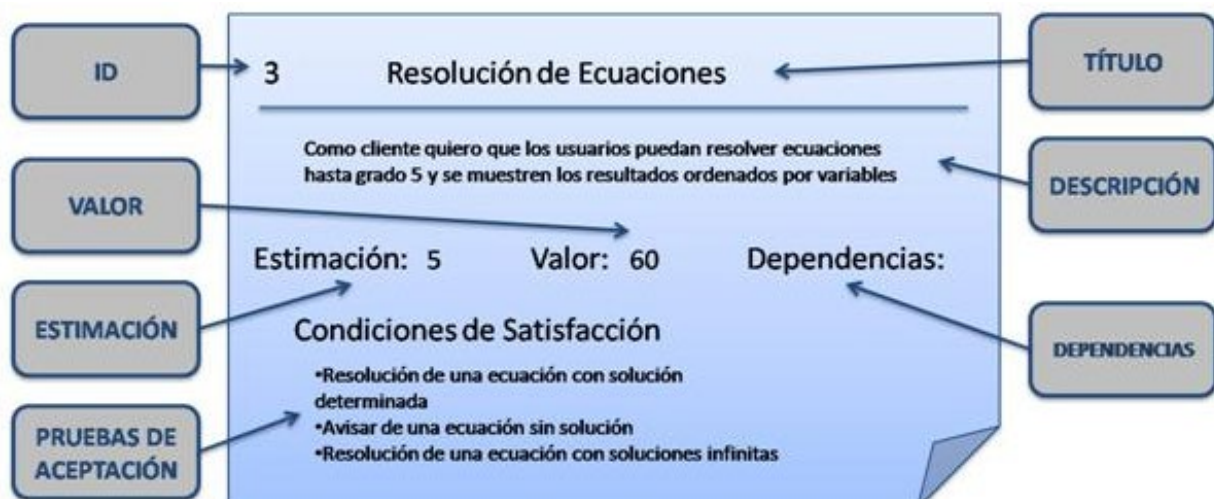 ID
3 Resolución de Ecuaciones
TÍTULO
Como cliente quiero que los usuarios puedan resolver ecuaciones
hasta grado 5 y se muestren los resultados ordenados por variables
DESCRIPCIÓN
VALOR
Estimación: 5 Valor: 60 Dependencias:
ESTIMACIÓN
DEPENDENCIAS
Condiciones de Satisfacción
•Resolución de una ecuación con solución
determinada
•Avisar de una ecuación sin solución
•Resolución de una ecuación con soluciones infinitas
PRUEBAS DE
ACEPTACIÓN